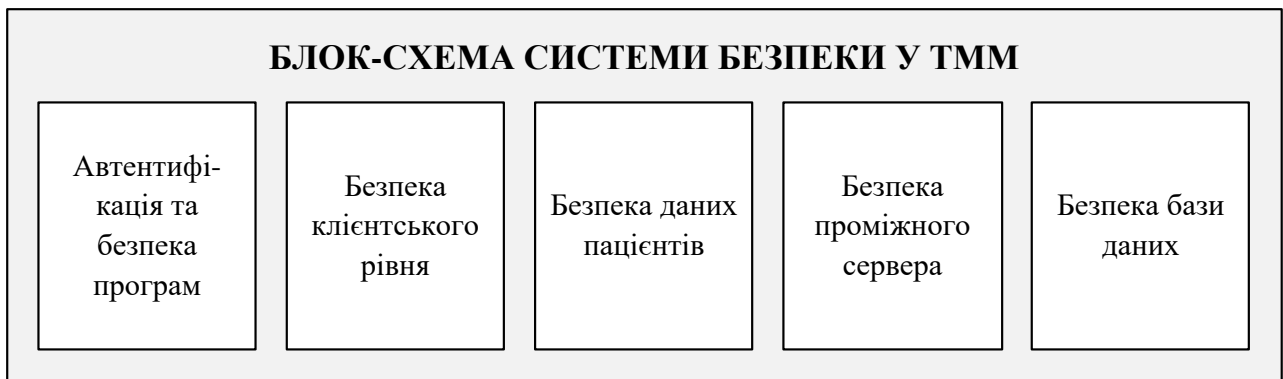 БЛОК-СХЕМА СИСТЕМИ БЕЗПЕКИ У ТММ
Автентифі-
кація та
безпека
програм
Безпека
клієнтського
рівня
Безпека даних
пацієнтів
Безпека
проміжного
сервера
Безпека бази
даних